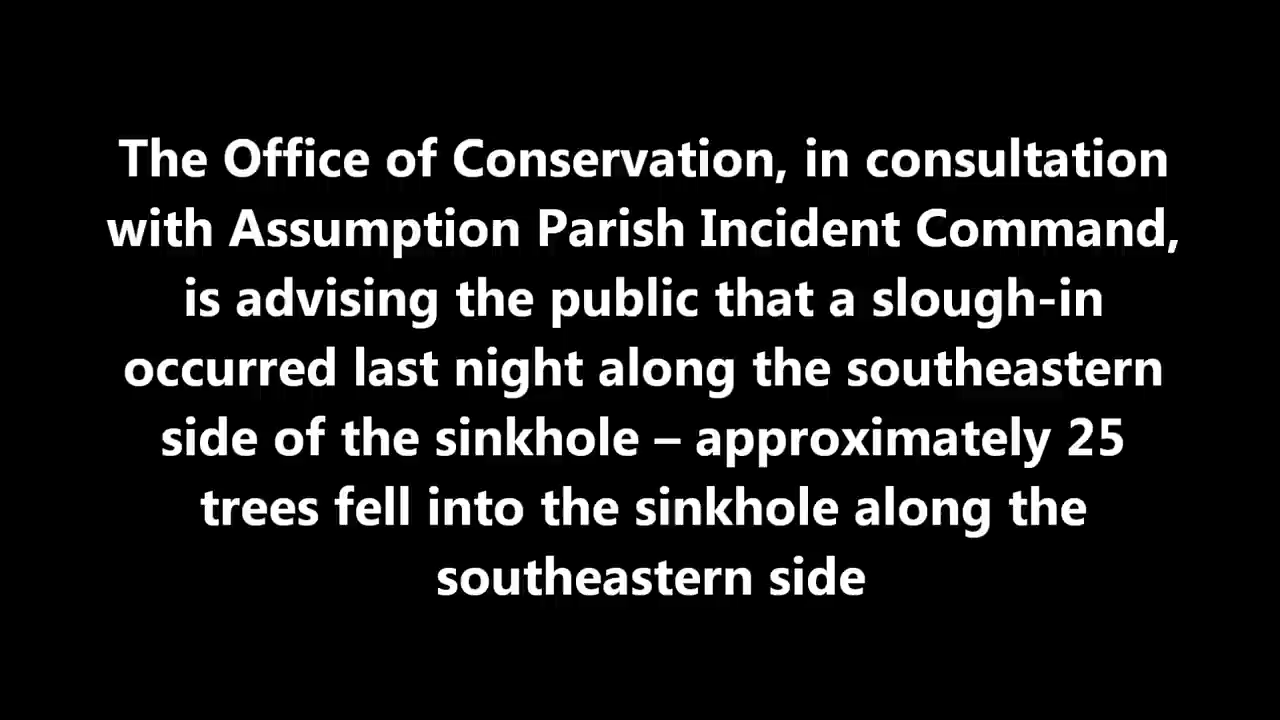 The Office of Conservation, in consultation
with Assumption Parish Incident Command,
is advising the public that a slough-in
occurred last night along the southeastern
side of the sinkhole – approximately 25
trees fell into the sinkhole along the
southeastern side